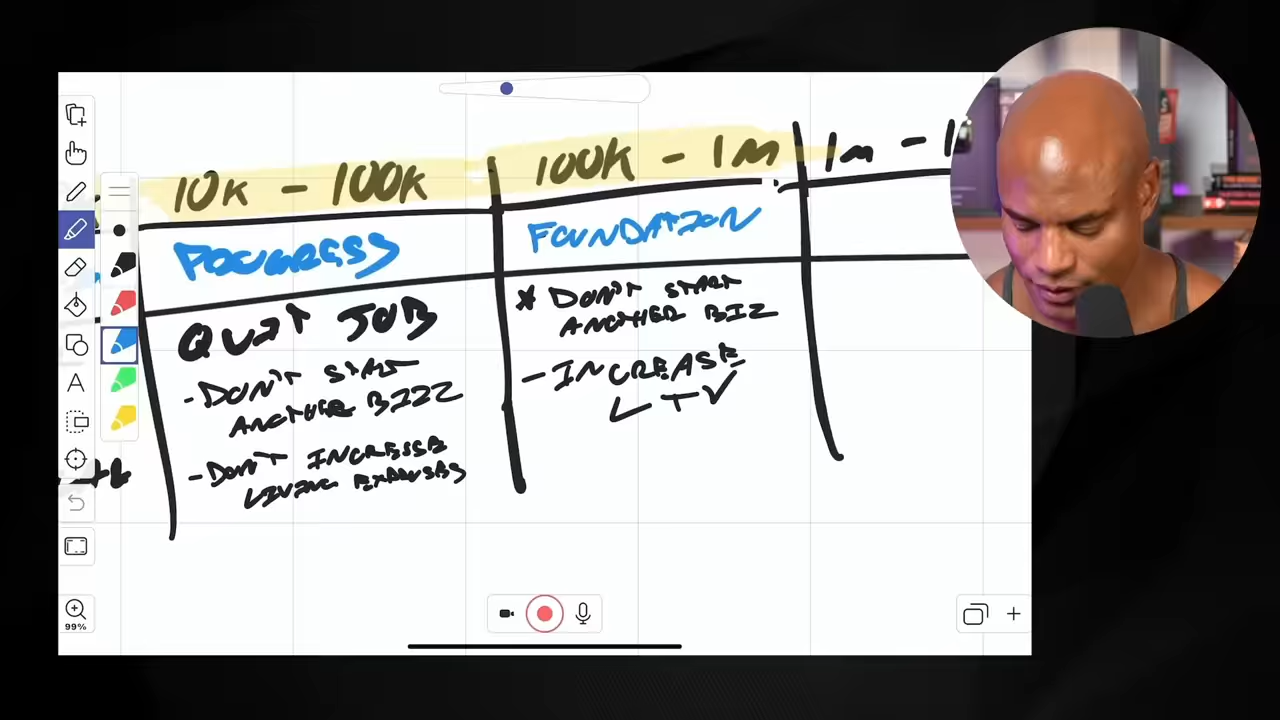 10K - 100K
100K - 1M
1M - 1
PROGRESS
FOUNDATION
QUIT JOB
- DON'T START
ANOTHER BIZZ
- DON'T INCREASE
LIVING EXPENSES
* DON'T START
ANOTHER BIZ
- INCREASE
LTV
A
99%